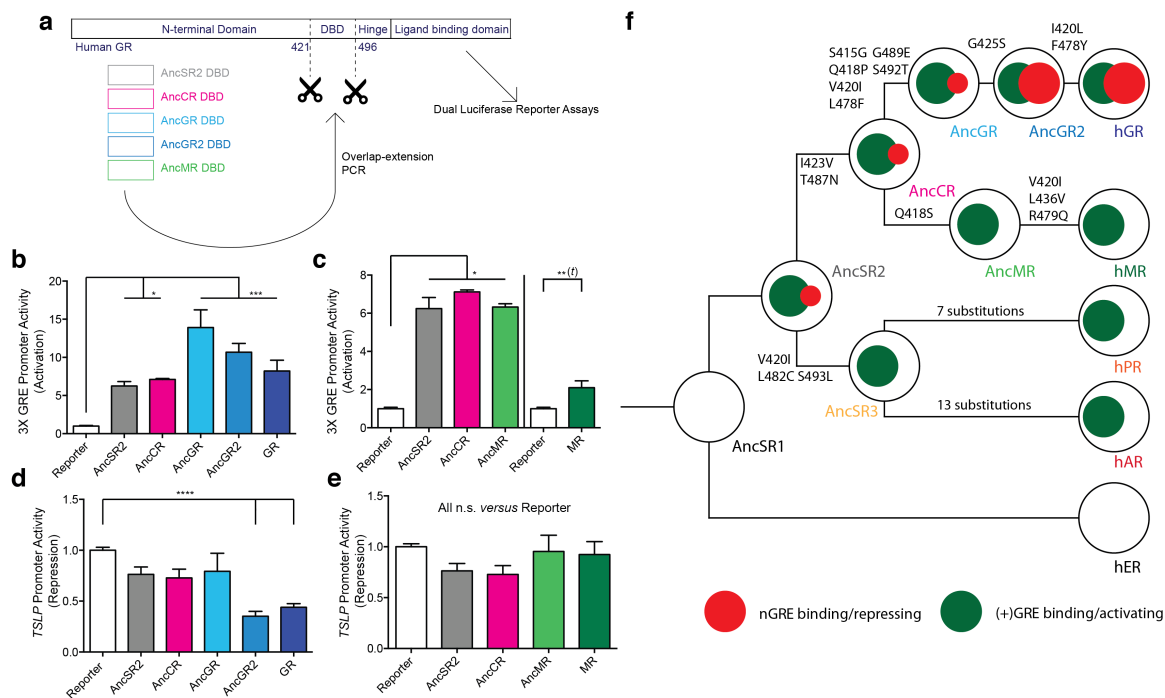 a
N-terminal Domain
DBD
Hinge
Ligand binding domain
Human GR
421
496
AncSR2 DBD
AncCR DBD
AncGR DBD
AncGR2 DBD
AncMR DBD
Overlap-extension
PCR
Dual Luciferase Reporter Assays
b
3X GRE Promoter Activity
(Activation)
20
15
10
5
0
*
***
Reporter
AncSR2
AncCR
AncGR
AncGR2
GR
c
3X GRE Promoter Activity
(Activation)
8
6
4
2
0
*
**(t)
Reporter
AncSR2
AncCR
AncMR
Reporter
MR
d
TSLP Promoter Activity
(Repression)
1.5
1.0
0.5
0.0
****
Reporter
AncSR2
AncCR
AncGR
AncGR2
GR
e
TSLP Promoter Activity
(Repression)
1.5
1.0
0.5
0.0
All n.s. versus Reporter
Reporter
AncSR2
AncCR
AncMR
MR
f
S415G G489E
Q418P S492T
V420I
L478F
G425S
I420L
F478Y
AncGR
AncGR2
hGR
I423V
T487N
AncCR
Q418S
V420I
L436V
R479Q
AncMR
hMR
AncSR2
V420I
L482C S493L
7 substitutions
hPR
AncSR3
13 substitutions
hAR
AncSR1
hER
nGRE binding/repressing
(+)GRE binding/activating